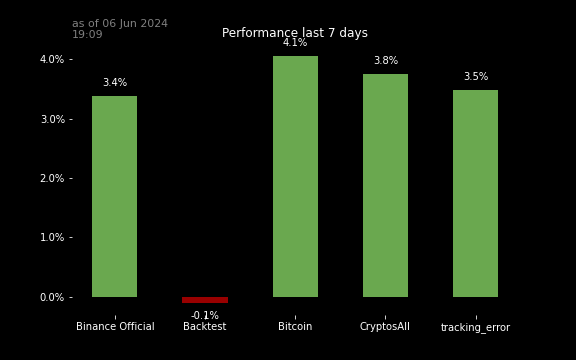 as of 06 Jun 2024
19:09
Performance last 7 days
4.1%
4.0%
3.8%
3.5%
3.4%
3.0%
2.0%
1.0%
0.0%
-0.1%
Binance Official
Backtest
Bitcoin
CryptosAll
tracking_error